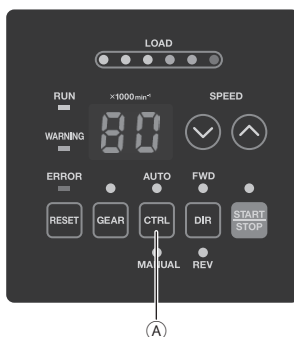 LOAD
RUN
×1000min⁻¹
SPEED
WARNING
80
ERROR
AUTO
FWD
RESET
GEAR
CTRL
DIR
START
STOP
MANUAL
REV
A